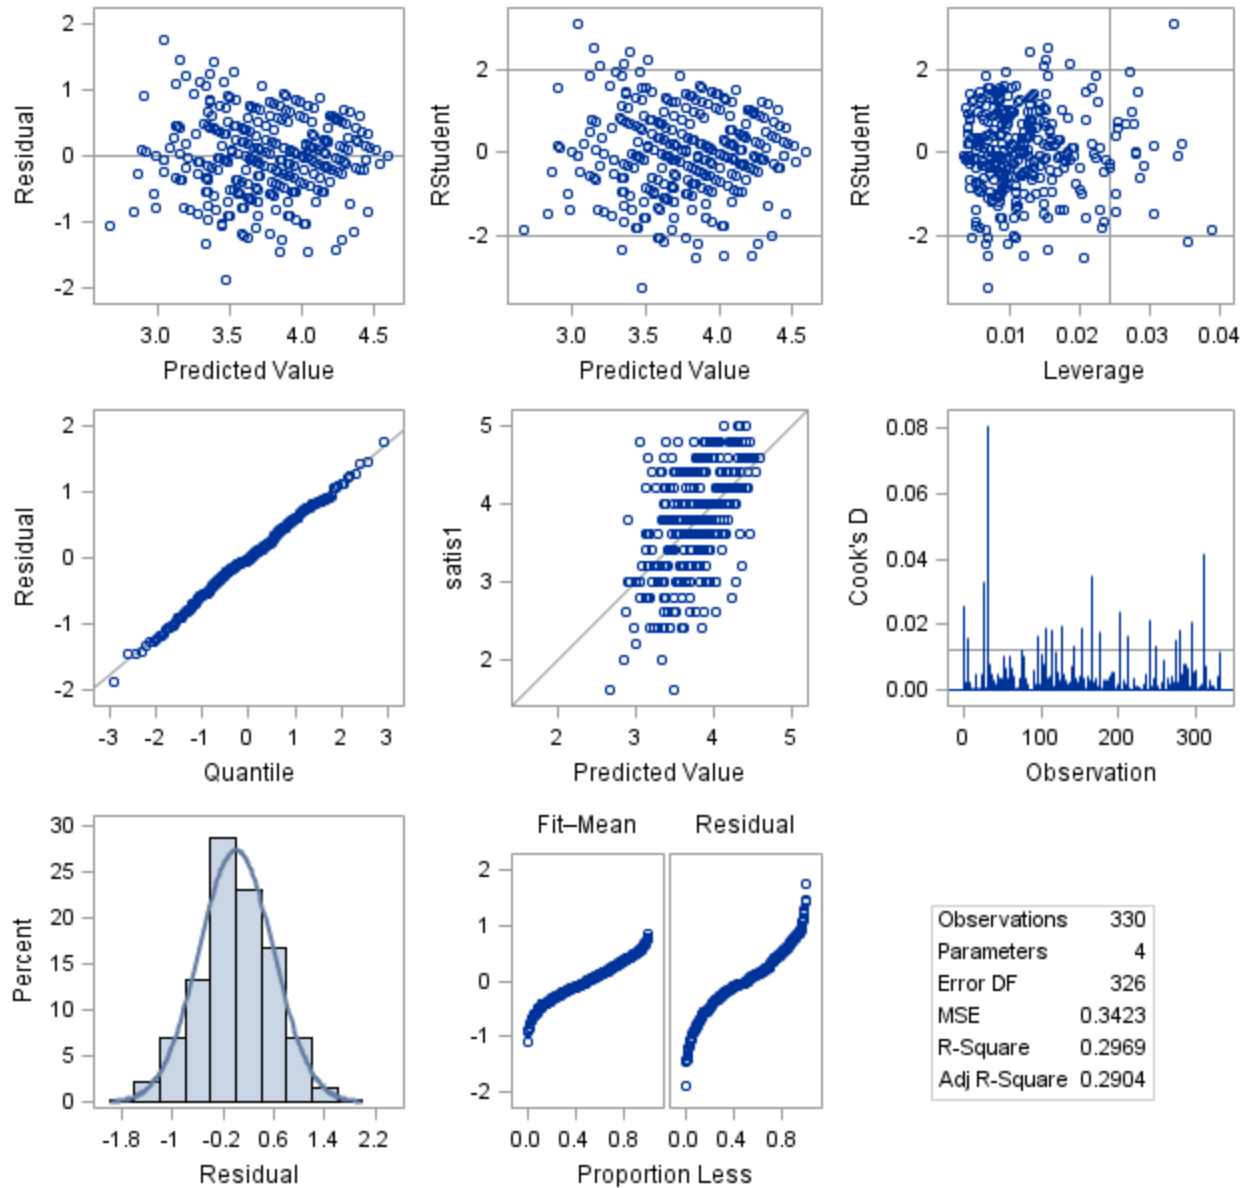 2
1
0
-1
-2
Residual
3.0 3.5 4.0 4.5
Predicted Value
2
0
-2
RStudent
3.0 3.5 4.0 4.5
Predicted Value
2
0
-2
RStudent
0.01 0.02 0.03 0.04
Leverage
2
1
0
-1
-2
Residual
-3 -2 -1 0 1 2 3
Quantile
5
4
3
2
satis1
2 3 4 5
Predicted Value
0.08
0.06
0.04
0.02
0.00
Cook's D
0 100 200 300
Observation
30
25
20
15
10
5
0
Percent
-1.8 -1 -0.2 0.6 1.4 2.2
Residual
Fit–Mean Residual
2
1
0
-1
-2
0.0 0.4 0.8 0.0 0.4 0.8
Proportion Less
Observations 330
Parameters 4
Error DF 326
MSE 0.3423
R-Square 0.2969
Adj R-Square 0.2904